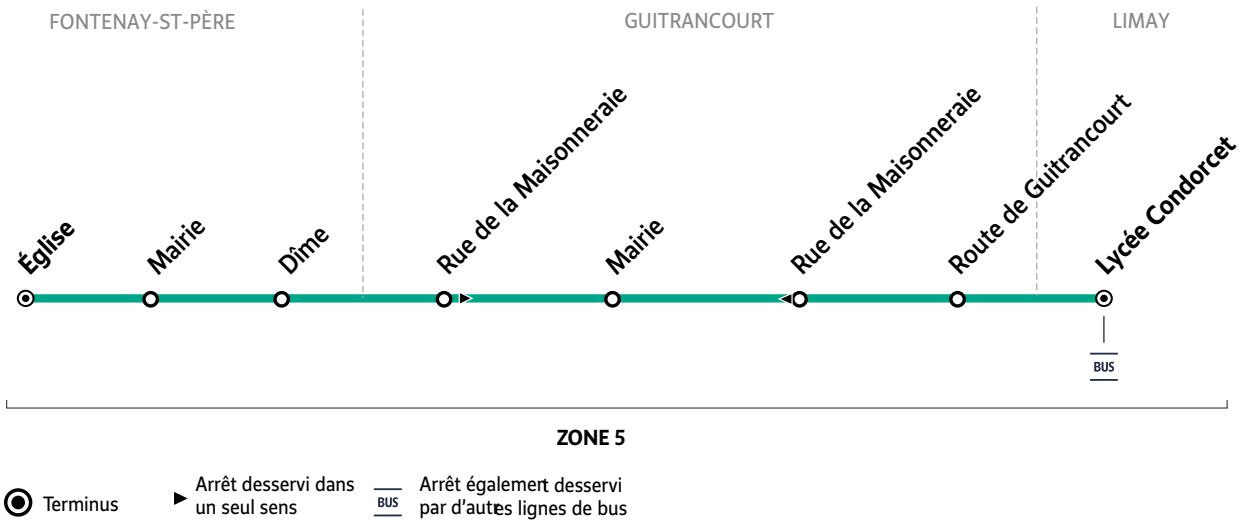 FONTENAY-ST-PÈRE
GUITRANCOURT
LIMAY
Église
Mairie
Dîme
Rue de la Maisonneraie
Mairie
Rue de la Maisonneraie
Route de Guitrancourt
Lycée Condorcet
BUS
ZONE 5
Terminus
Arrêt desservi dans
un seul sens
BUS
Arrêt également desservi
par d'autres lignes de bus